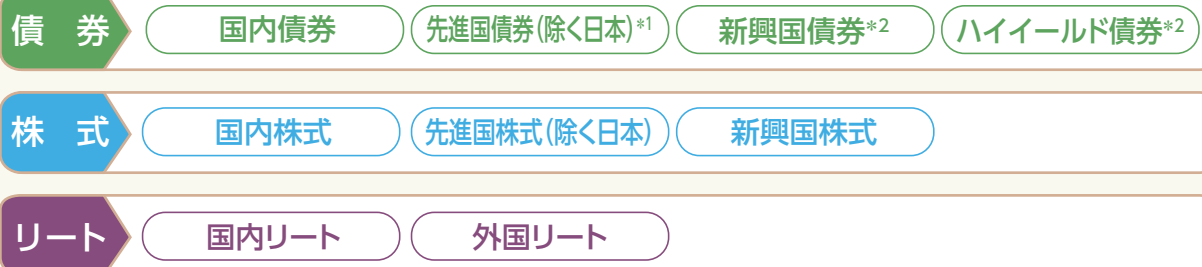 債　券 国内債券 先進国債券(除く日本)*1 新興国債券*2 ハイイールド債券*2
株　式 国内株式 先進国株式(除く日本) 新興国株式
リート 国内リート 外国リート